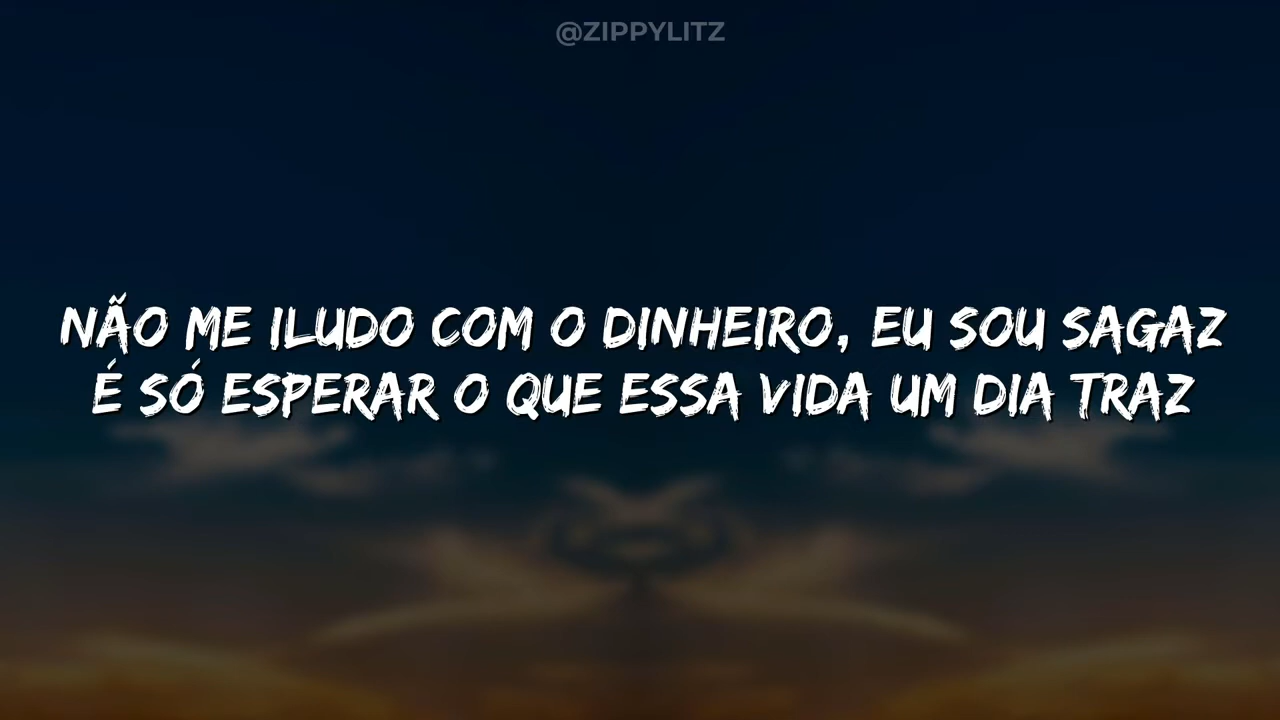 @ZIPPYLITZ
NÃO ME ILUDO COM O DINHEIRO, EU SOU SAGAZ
É SÓ ESPERAR O QUE ESSA VIDA UM DIA TRAZ